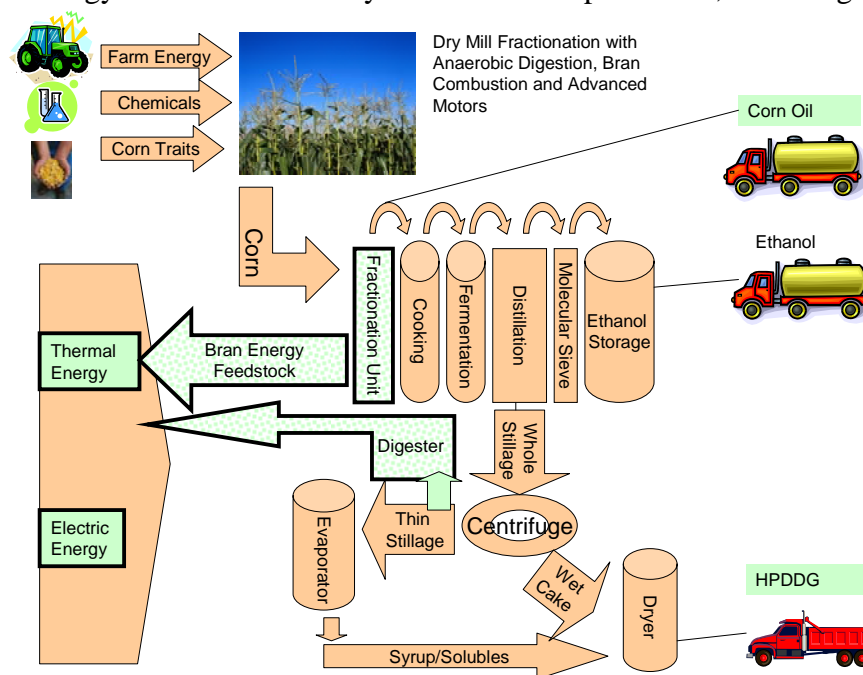 Farm Energy
Chemicals
Corn Traits
Dry Mill Fractionation with
Anaerobic Digestion, Bran
Combustion and Advanced
Motors
Corn Oil
Ethanol
Corn
Fractionation Unit
Cooking
Fermentation
Distillation
Molecular Sieve
Ethanol
Storage
Thermal
Energy
Bran Energy
Feedstock
Digester
Whole
Stillage
Electric
Energy
Evaporator
Thin
Stillage
Centrifuge
Wet
Cake
Dryer
HPDDG
Syrup/Solubles